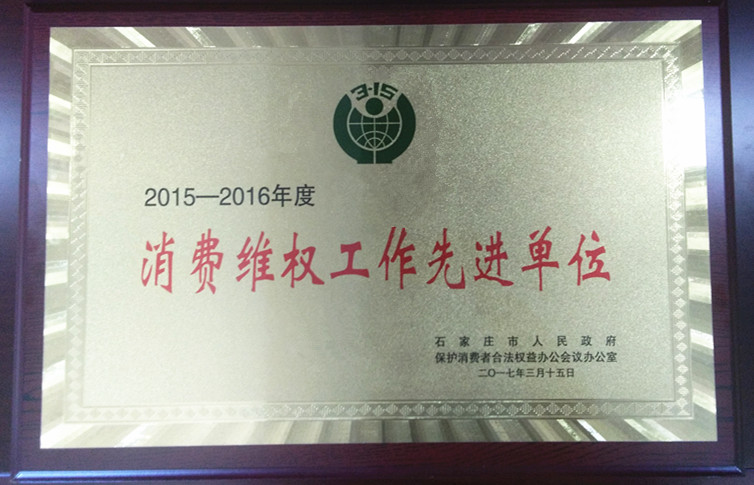 3·15
2015—2016年度
消费维权工作先进单位
石家庄市人民政府
保护消费者合法权益办公会议办公室
二〇一七年三月十五日